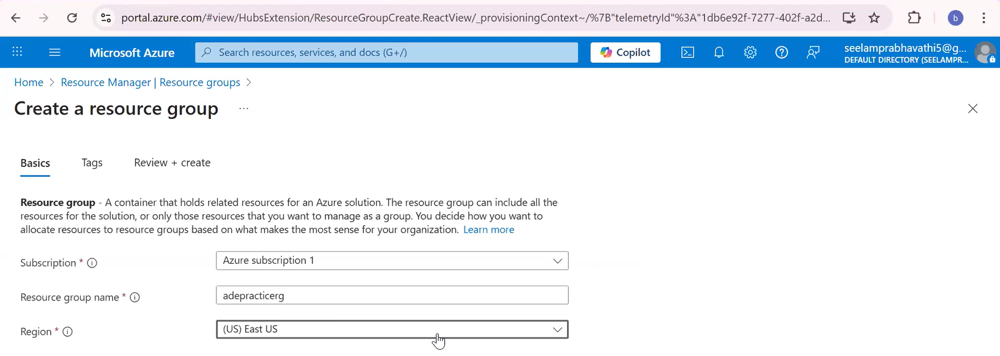 portal.azure.com/#view/HubsExtension/ResourceGroupCreate.ReactView/_provisioningContext~/%7B"telemetryId"%3A"1db6e92f-7277-402f-a2d...
b
Microsoft Azure
Search resources, services, and docs (G+/)
Copilot
seelamprabhavathi5@g...
DEFAULT DIRECTORY (SEELAMPR...
Home > Resource Manager | Resource groups >
Create a resource group ...
Basics Tags Review + create
Resource group - A container that holds related resources for an Azure solution. The resource group can include all the
resources for the solution, or only those resources that you want to manage as a group. You decide how you want to
allocate resources to resource groups based on what makes the most sense for your organization. Learn more
Subscription * Azure subscription 1
Resource group name * adepracticerg
Region * (US) East US